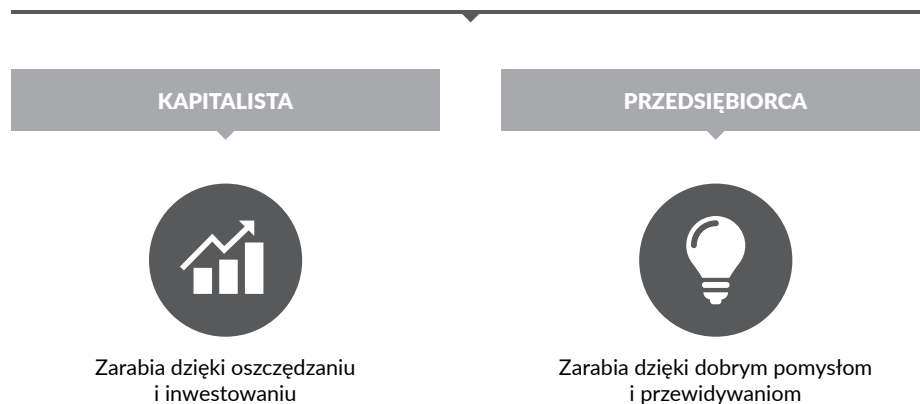 KAPITALISTA
Zarabia dzięki oszczędzaniu
i inwestowaniu
PRZEDSIĘBIORCA
Zarabia dzięki dobrym pomysłom
i przewidywaniom